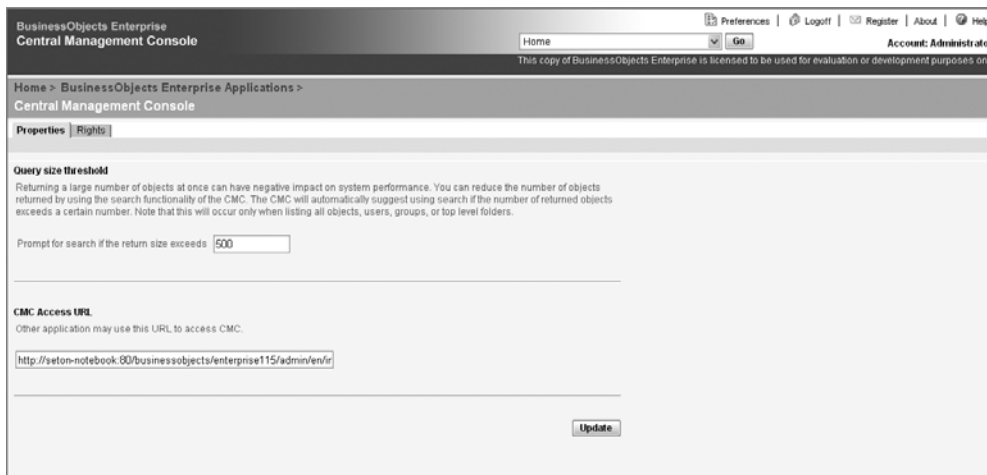 BusinessObjects Enterprise
Central Management Console
Preferences | Logoff | Register | About | Help
Home Go
Account: Administrato
This copy of BusinessObjects Enterprise is licensed to be used for evaluation or development purposes on
Home > BusinessObjects Enterprise Applications >
Central Management Console
Properties Rights
Query size threshold
Returning a large number of objects at once can have negative impact on system performance. You can reduce the number of objects
returned by using the search functionality of the CMC. The CMC will automatically suggest using search if the number of returned objects
exceeds a certain number. Note that this will occur only when listing all objects, users, groups, or top level folders.
Prompt for search if the return size exceeds 500
CMC Access URL
Other application may use this URL to access CMC.
http://seton-notebook:80/businessobjects/enterprise115/admin/en/ir
Update